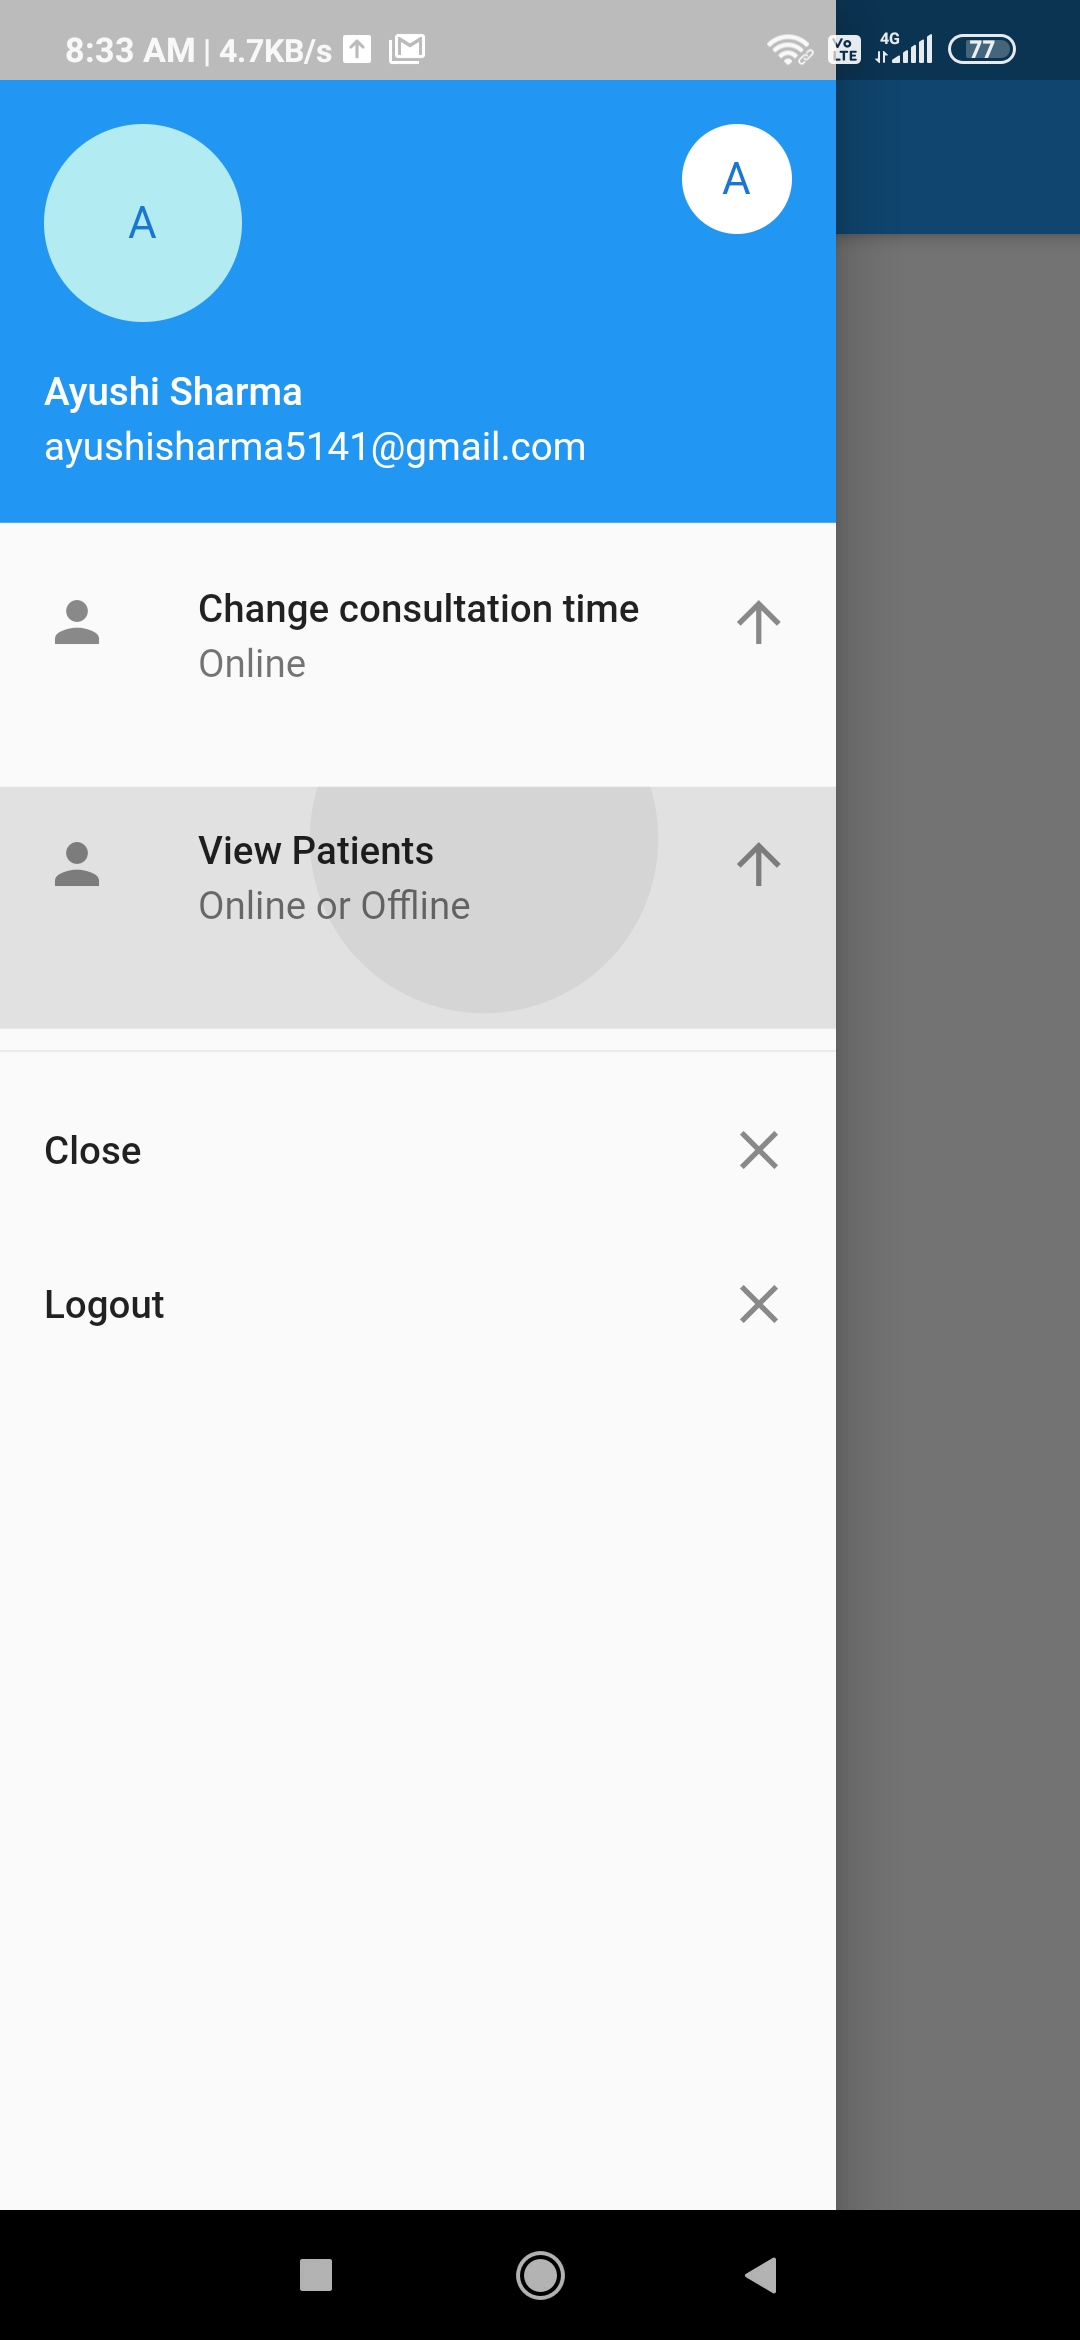 8:33 AM | 4.7KB/s Vo LTE 4G 77
A
A
Ayushi Sharma
ayushisharma5141@gmail.com
Change consultation time
Online
View Patients
Online or Offline
Close
Logout